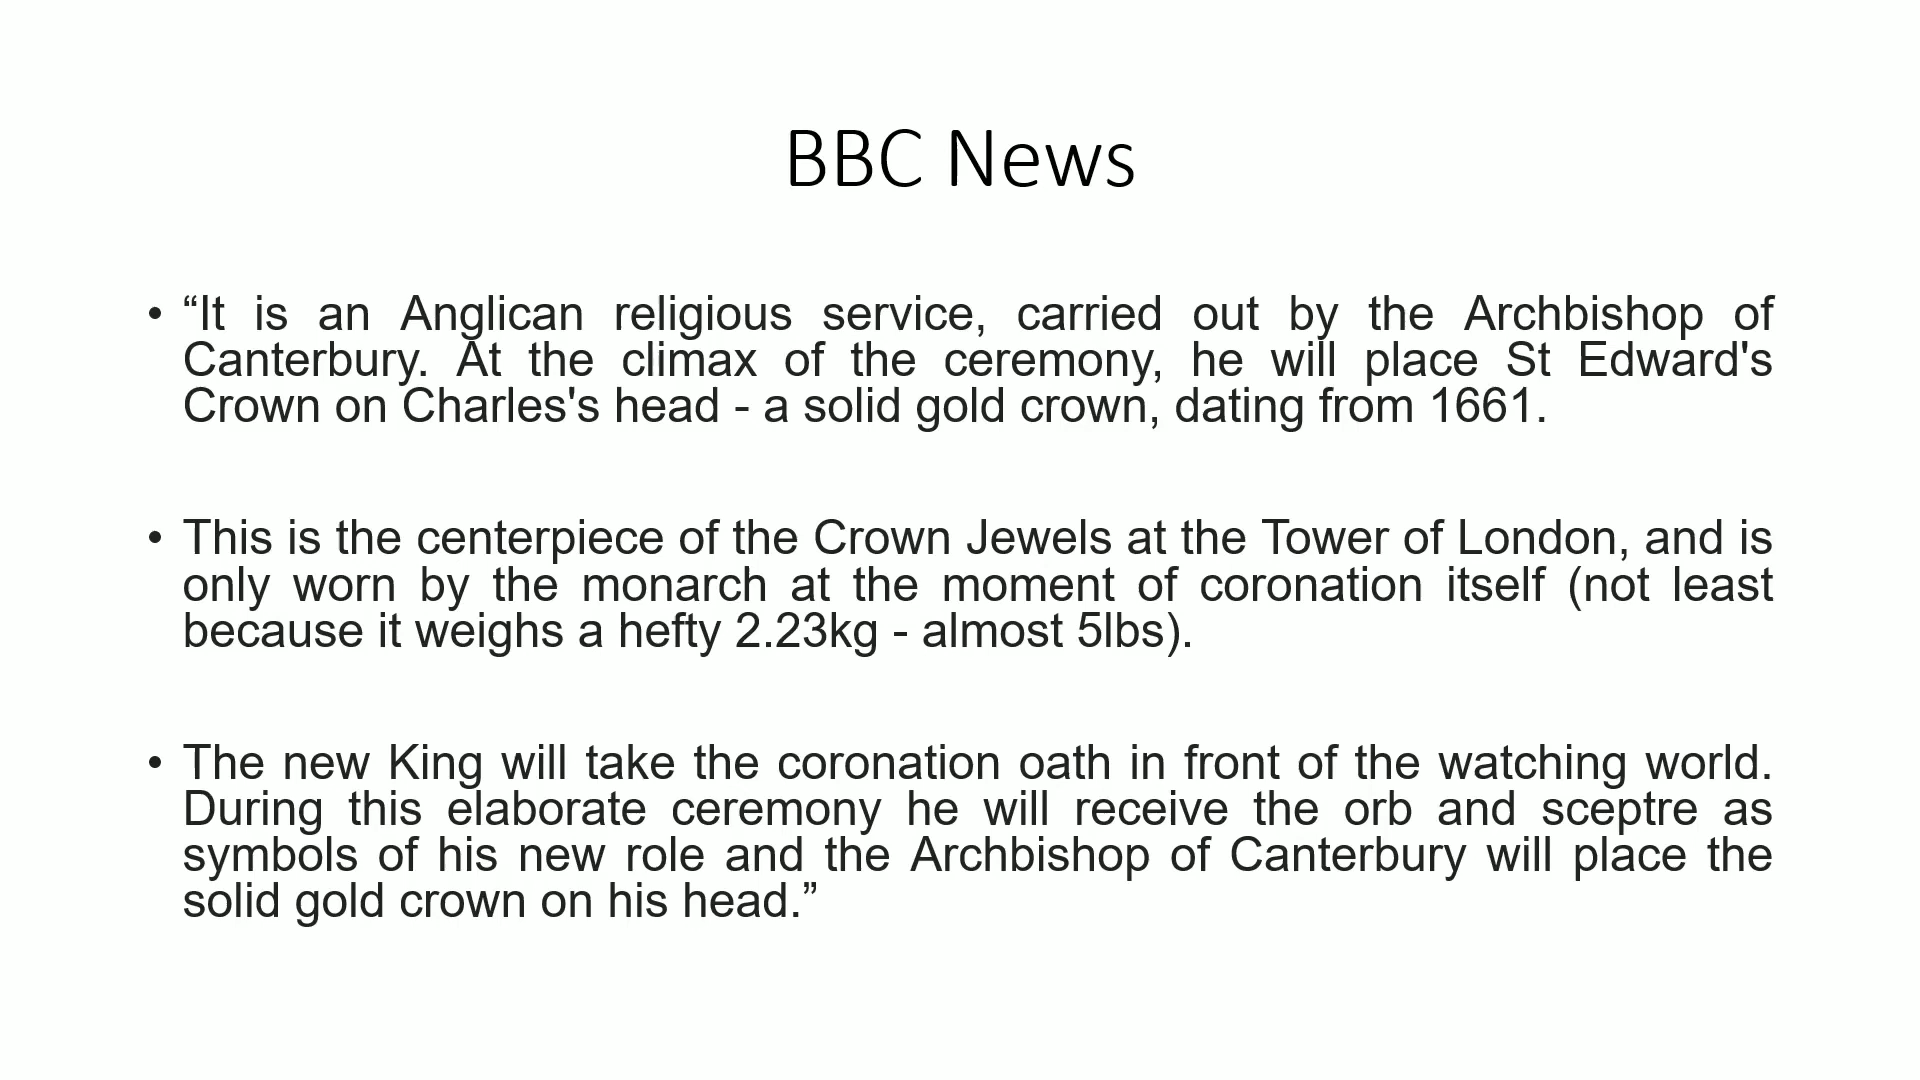 BBC News
• “It is an Anglican religious service, carried out by the Archbishop of
Canterbury. At the climax of the ceremony, he will place St Edward's
Crown on Charles's head - a solid gold crown, dating from 1661.
• This is the centerpiece of the Crown Jewels at the Tower of London, and is
only worn by the monarch at the moment of coronation itself (not least
because it weighs a hefty 2.23kg - almost 5lbs).
• The new King will take the coronation oath in front of the watching world.
During this elaborate ceremony he will receive the orb and sceptre as
symbols of his new role and the Archbishop of Canterbury will place the
solid gold crown on his head.”